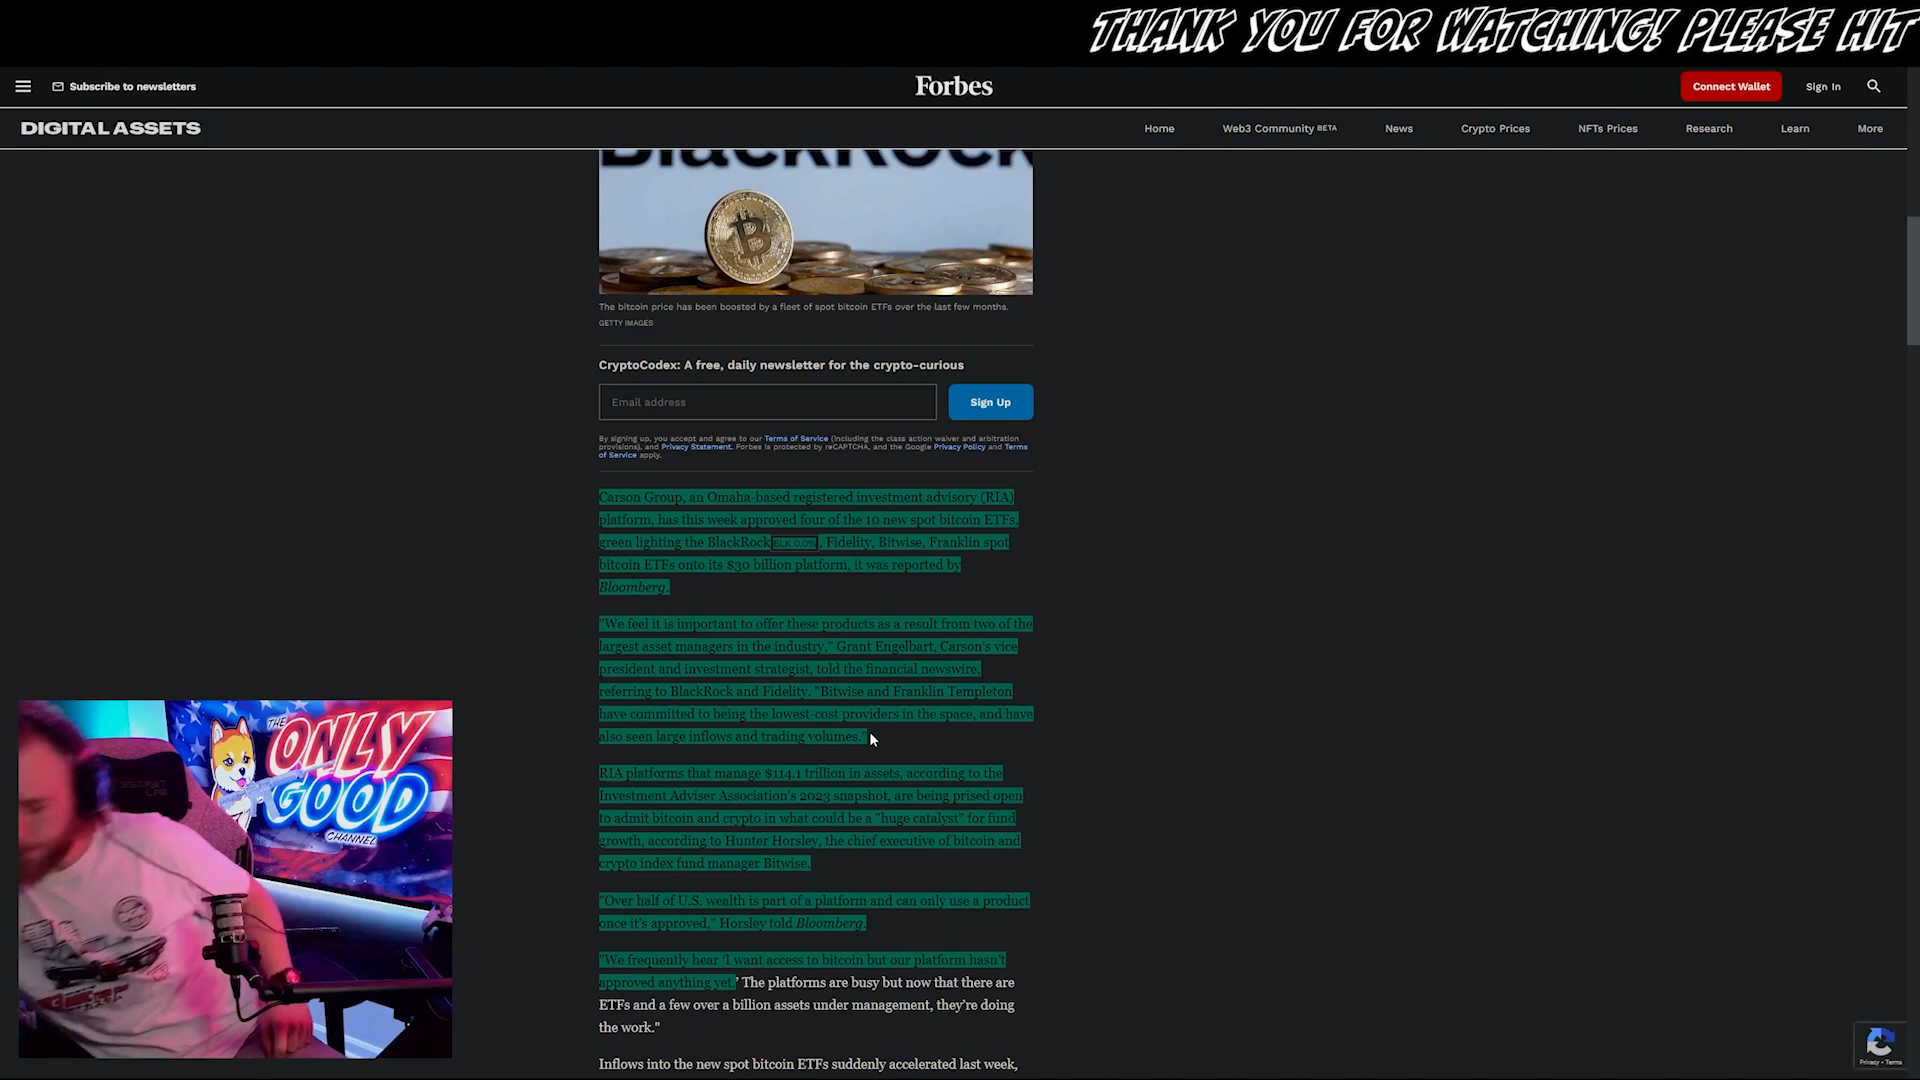 THANK YOU FOR WATCHING! PLEASE HIT
Subscribe to newsletters
Forbes
Connect Wallet
Sign In
DIGITAL ASSETS
Home
Web3 Community BETA
News
Crypto Prices
NFTs Prices
Research
Learn
More
BlackRock
The bitcoin price has been boosted by a fleet of spot bitcoin ETFs over the last few months.
GETTY IMAGES
CryptoCodex: A free, daily newsletter for the crypto-curious
Email address
Sign Up
By signing up, you accept and agree to our Terms of Service (including the class action waiver and arbitration
provisions), and Privacy Statement. Forbes is protected by reCAPTCHA, and the Google Privacy Policy and Terms
of Service apply.
Carson Group, an Omaha-based registered investment advisory (RIA)
platform, has this week approved four of the 10 new spot bitcoin ETFs,
green lighting the BlackRock BLK 0.0% , Fidelity, Bitwise, Franklin spot
bitcoin ETFs onto its $30 billion platform, it was reported by
Bloomberg.
"We feel it is important to offer these products as a result from two of the
largest asset managers in the industry," Grant Engelbart, Carson's vice
president and investment strategist, told the financial newswire,
referring to BlackRock and Fidelity. "Bitwise and Franklin Templeton
have committed to being the lowest-cost providers in the space, and have
also seen large inflows and trading volumes."
RIA platforms that manage $114.1 trillion in assets, according to the
Investment Adviser Association's 2023 snapshot, are being prised open
to admit bitcoin and crypto in what could be a "huge catalyst" for fund
growth, according to Hunter Horsley, the chief executive of bitcoin and
crypto index fund manager Bitwise.
"Over half of U.S. wealth is part of a platform and can only use a product
once it's approved," Horsley told Bloomberg.
"We frequently hear 'I want access to bitcoin but our platform hasn't
approved anything yet.' The platforms are busy but now that there are
ETFs and a few over a billion assets under management, they're doing
the work."
Inflows into the new spot bitcoin ETFs suddenly accelerated last week,
THE
ONLY
GOOD
CHANNEL
SECRET
LAB
Privacy - Terms